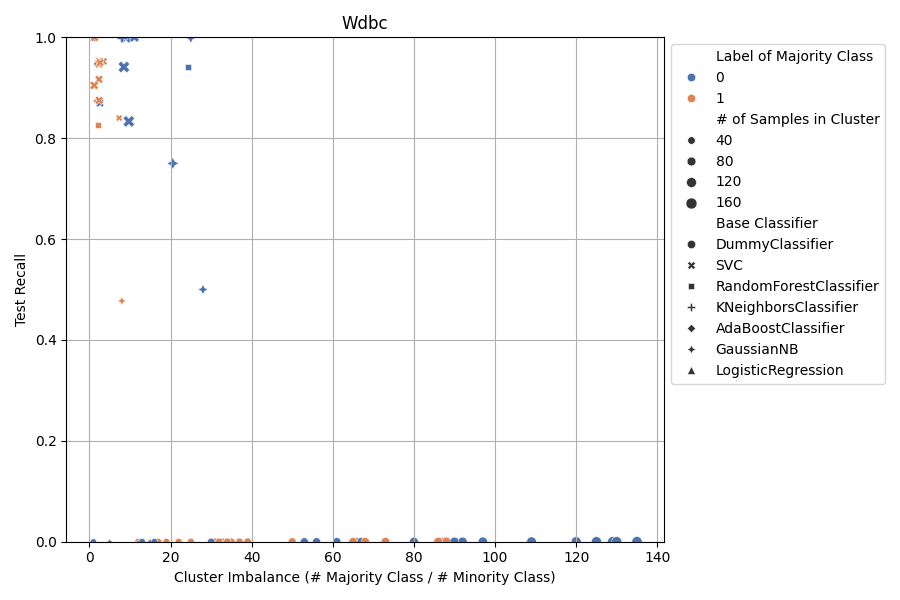 Wdbc
1.0
0.8
0.6
0.4
0.2
0.0
Test Recall
0 20 40 60 80 100 120 140
Cluster Imbalance (# Majority Class / # Minority Class)
Label of Majority Class
0
1
# of Samples in Cluster
40
80
120
160
Base Classifier
DummyClassifier
SVC
RandomForestClassifier
KNeighborsClassifier
AdaBoostClassifier
GaussianNB
LogisticRegression